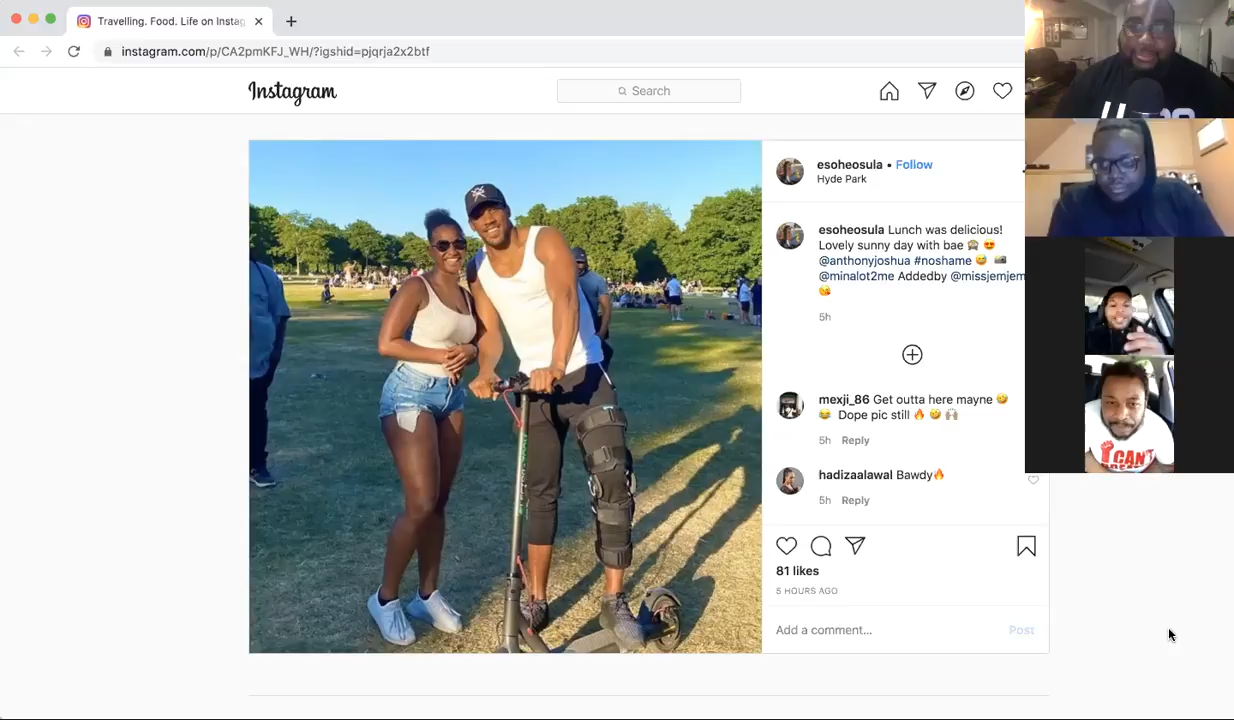 Travelling. Food. Life on Instag
instagram.com/p/CA2pmKFJ_WH/?igshid=pjqrja2x2btf
Instagram
Search
esoheosula • Follow
Hyde Park
esoheosula Lunch was delicious!
Lovely sunny day with bae 🙈 😍
@anthonyjoshua #noshame 😅 📸
@minalot2me Addedby @missjemjem
😘
5h
mexji_86 Get outta here mayne 🤣
😂 Dope pic still 🔥 🤣 🙌🏽
5h Reply
hadizaalawal Bawdy🔥
5h Reply
81 likes
5 HOURS AGO
Add a comment...
Post
I CAN'T